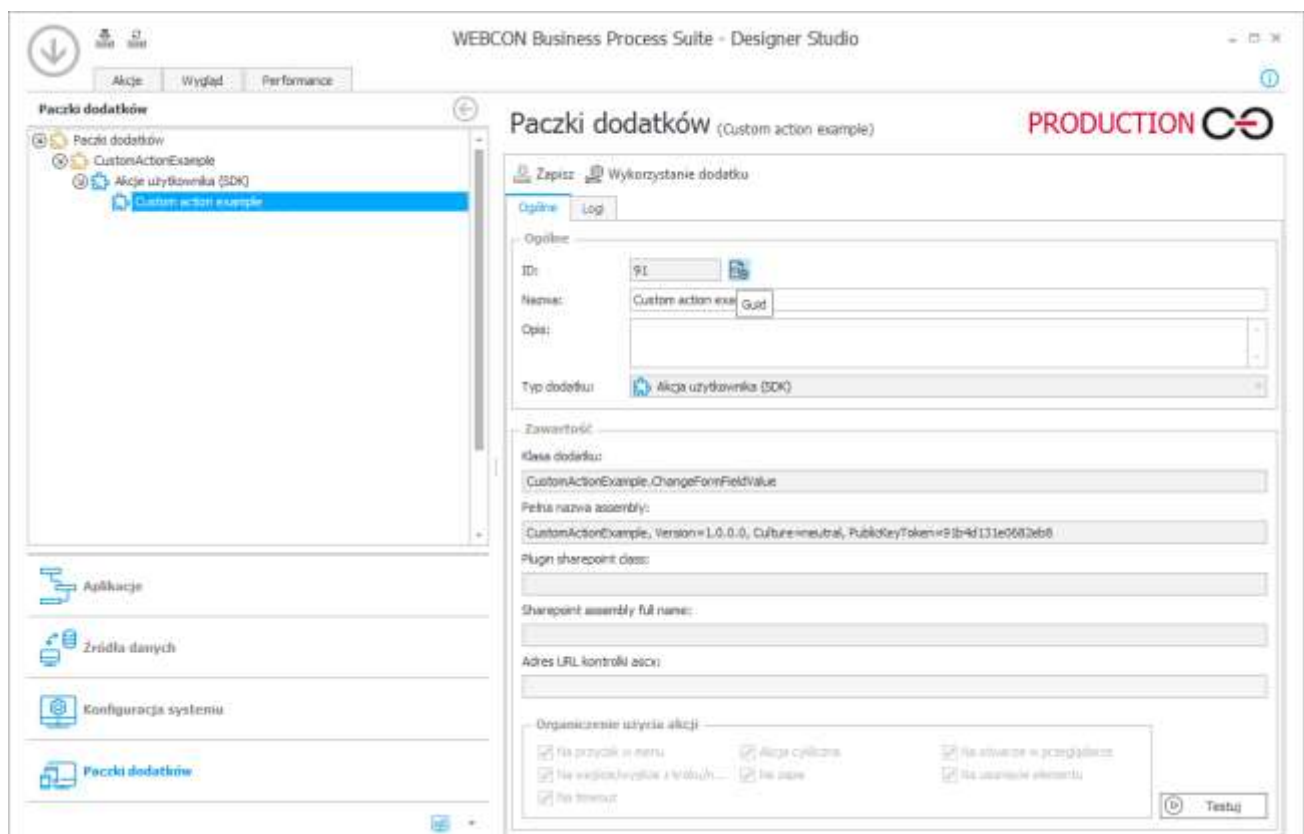 WEBCON Business Process Suite - Designer Studio
Akcje Wygląd Performance
Paczki dodatków
Paczki dodatków
CustomActionExample
Akcje użytkownika (SDK)
Custom action example
Aplikacje
Źródła danych
Konfiguracja systemu
Paczki dodatków
Paczki dodatków (Custom action example)
PRODUCTION
Zapisz Wykorzystanie dodatku
Ogólne Logi
Ogólne
ID: 91
Nazwa: Custom action exa
Guid
Opis:
Typ dodatku: Akcja użytkownika (SDK)
Zawartość
Klasa dodatku:
CustomActionExample.ChangeFormFieldValue
Pełna nazwa assembly:
CustomActionExample, Version=1.0.0.0, Culture=neutral, PublicKeyToken=91b4d131e0682eb8
Plugin sharepoint class:
Sharepoint assembly full name:
Adres URL kontrolki ascx:
Organiczenie użycia akcji
Na przycisk w menu Akcja cykliczna Na otwarcie w przeglądarce
Na wejście/wyjście z kroku/n... Na zapis Na usunięcie elementu
Na timeout
Testuj